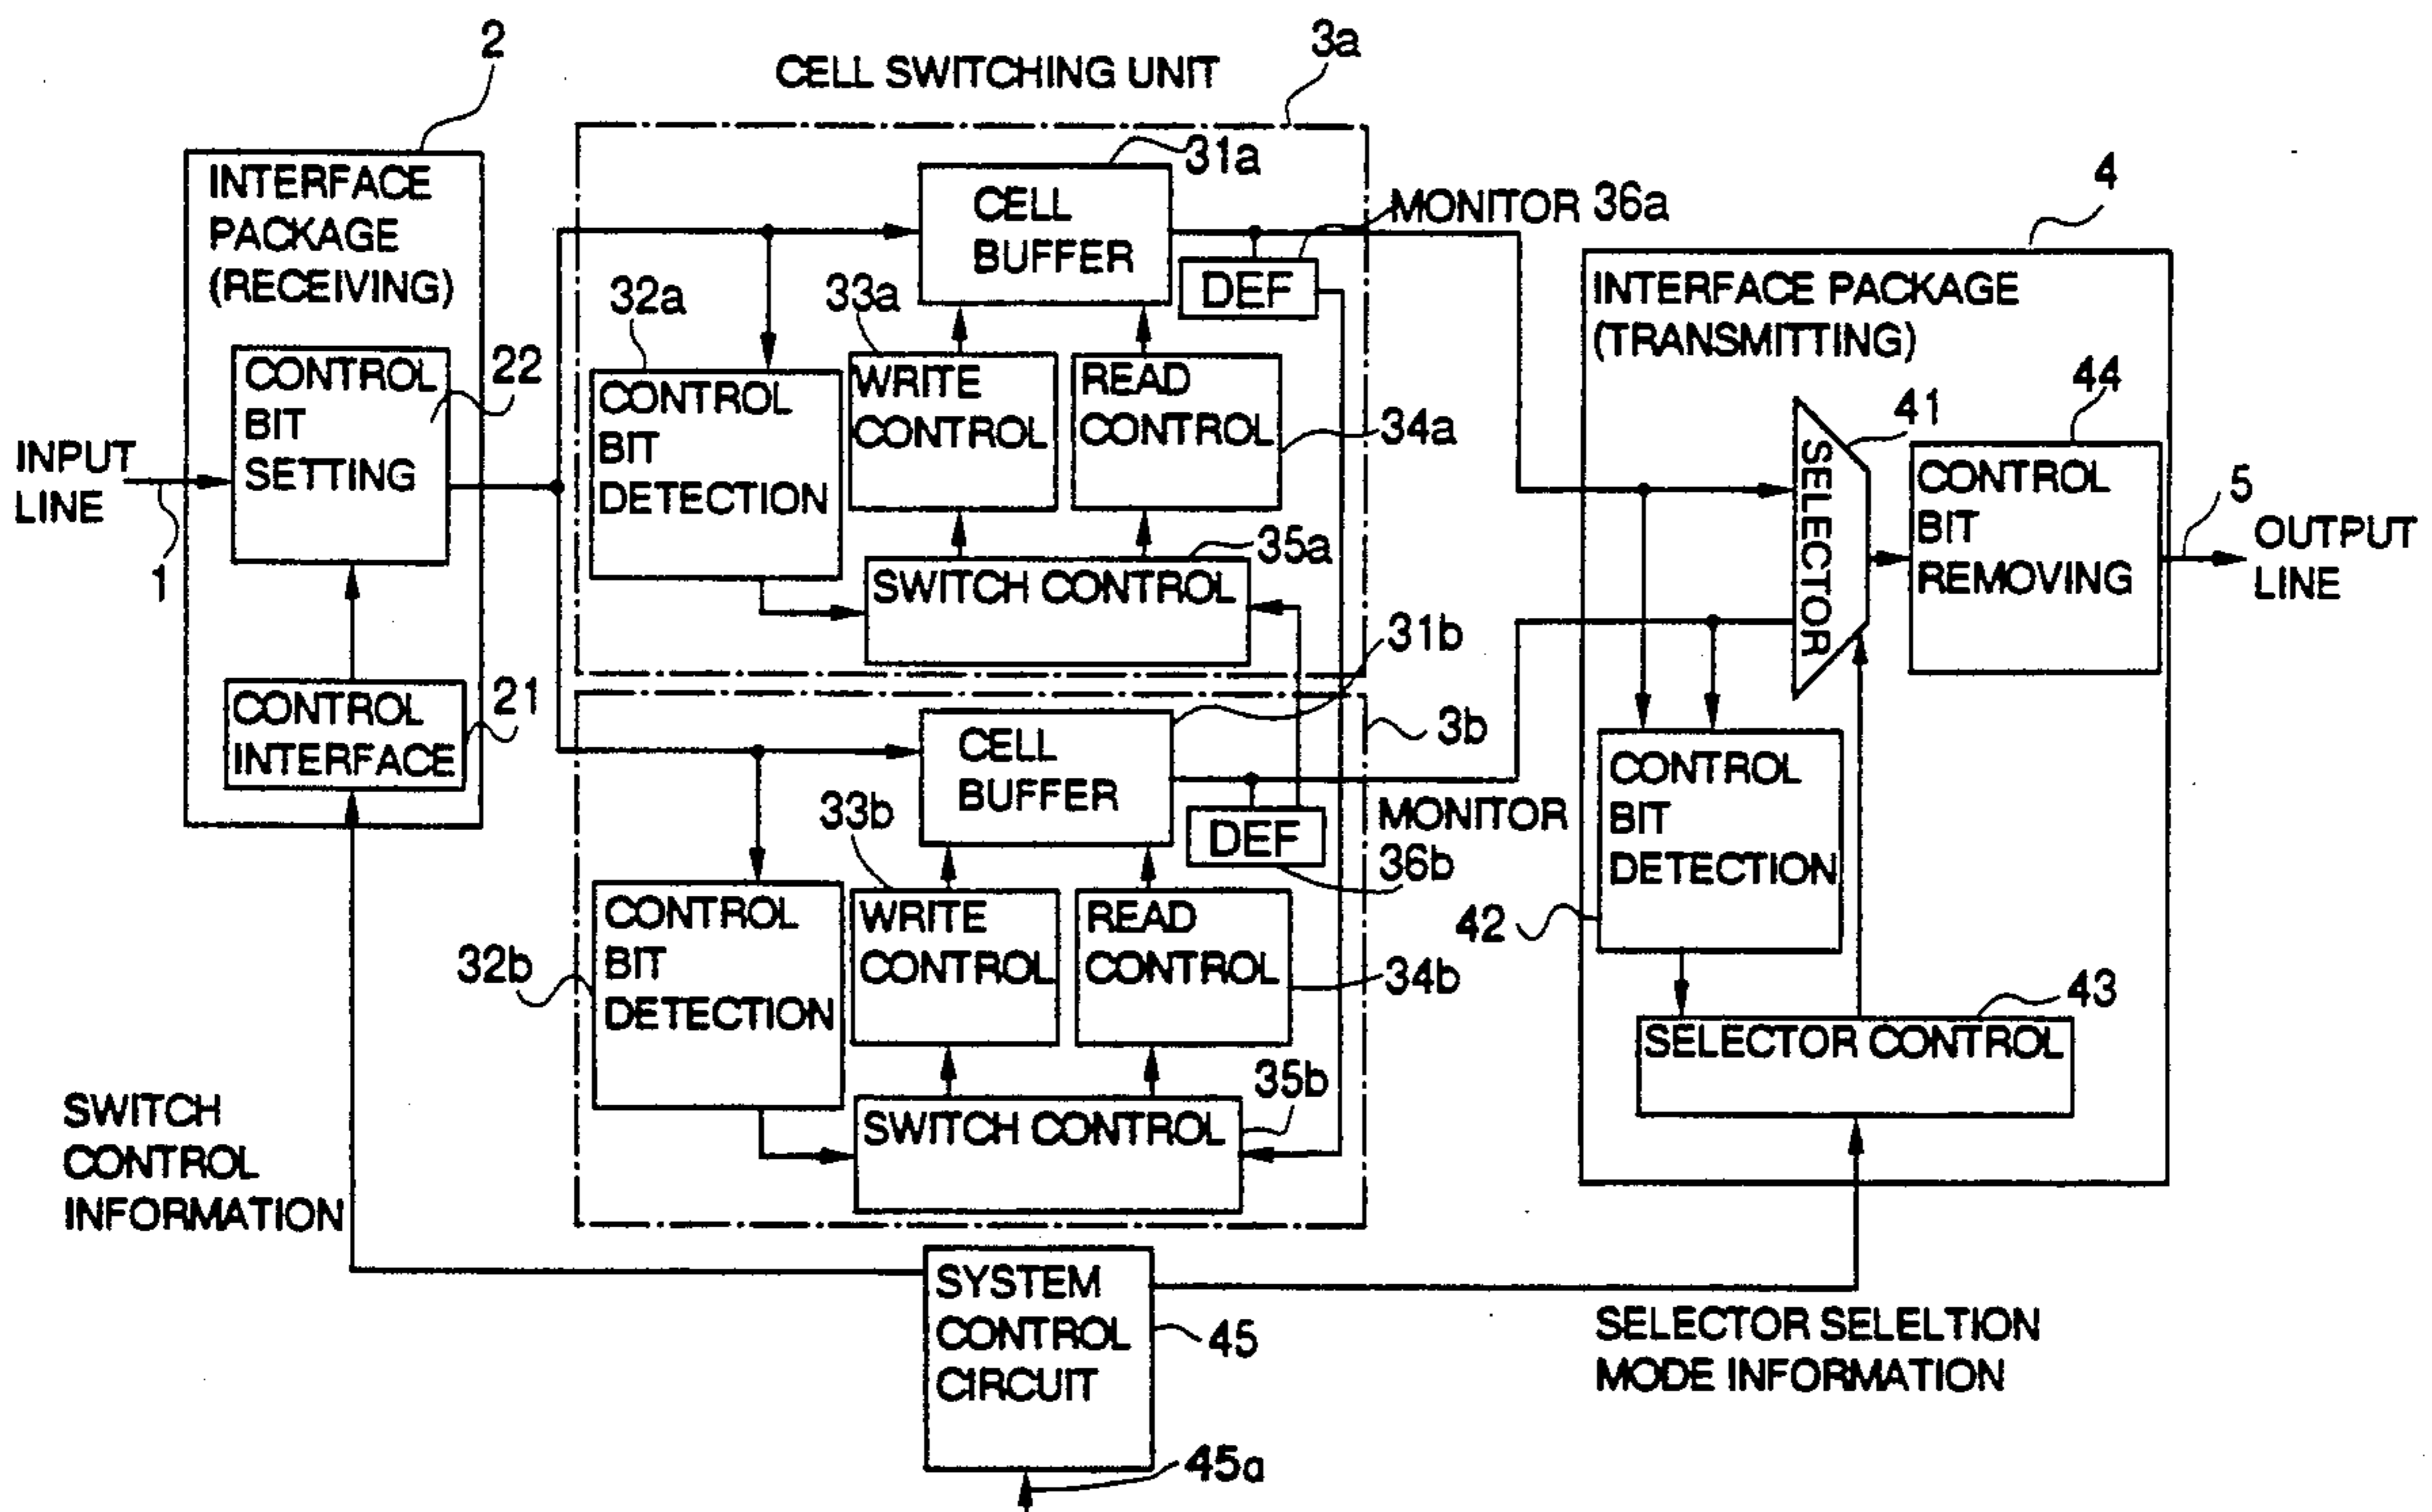 2
CELL SWITCHING UNIT
3a
INTERFACE
PACKAGE
(RECEIVING)
CONTROL
BIT
SETTING
22
INPUT
LINE
1
CONTROL
INTERFACE
21
31a
CELL
BUFFER
MONITOR 36a
DEF
32a
CONTROL
BIT
DETECTION
33a
WRITE
CONTROL
READ
CONTROL
34a
35a
SWITCH CONTROL
31b
3b
CELL
BUFFER
MONITOR
DEF
36b
32b
CONTROL
BIT
DETECTION
33b
WRITE
CONTROL
READ
CONTROL
34b
35b
SWITCH CONTROL
4
INTERFACE PACKAGE
(TRANSMITTING)
41
SELECTOR
44
CONTROL
BIT
REMOVING
5
OUTPUT
LINE
CONTROL
BIT
DETECTION
42
43
SELECTOR CONTROL
SWITCH
CONTROL
INFORMATION
SYSTEM
CONTROL
CIRCUIT
45
45a
SELECTOR SELELTION
MODE INFORMATION